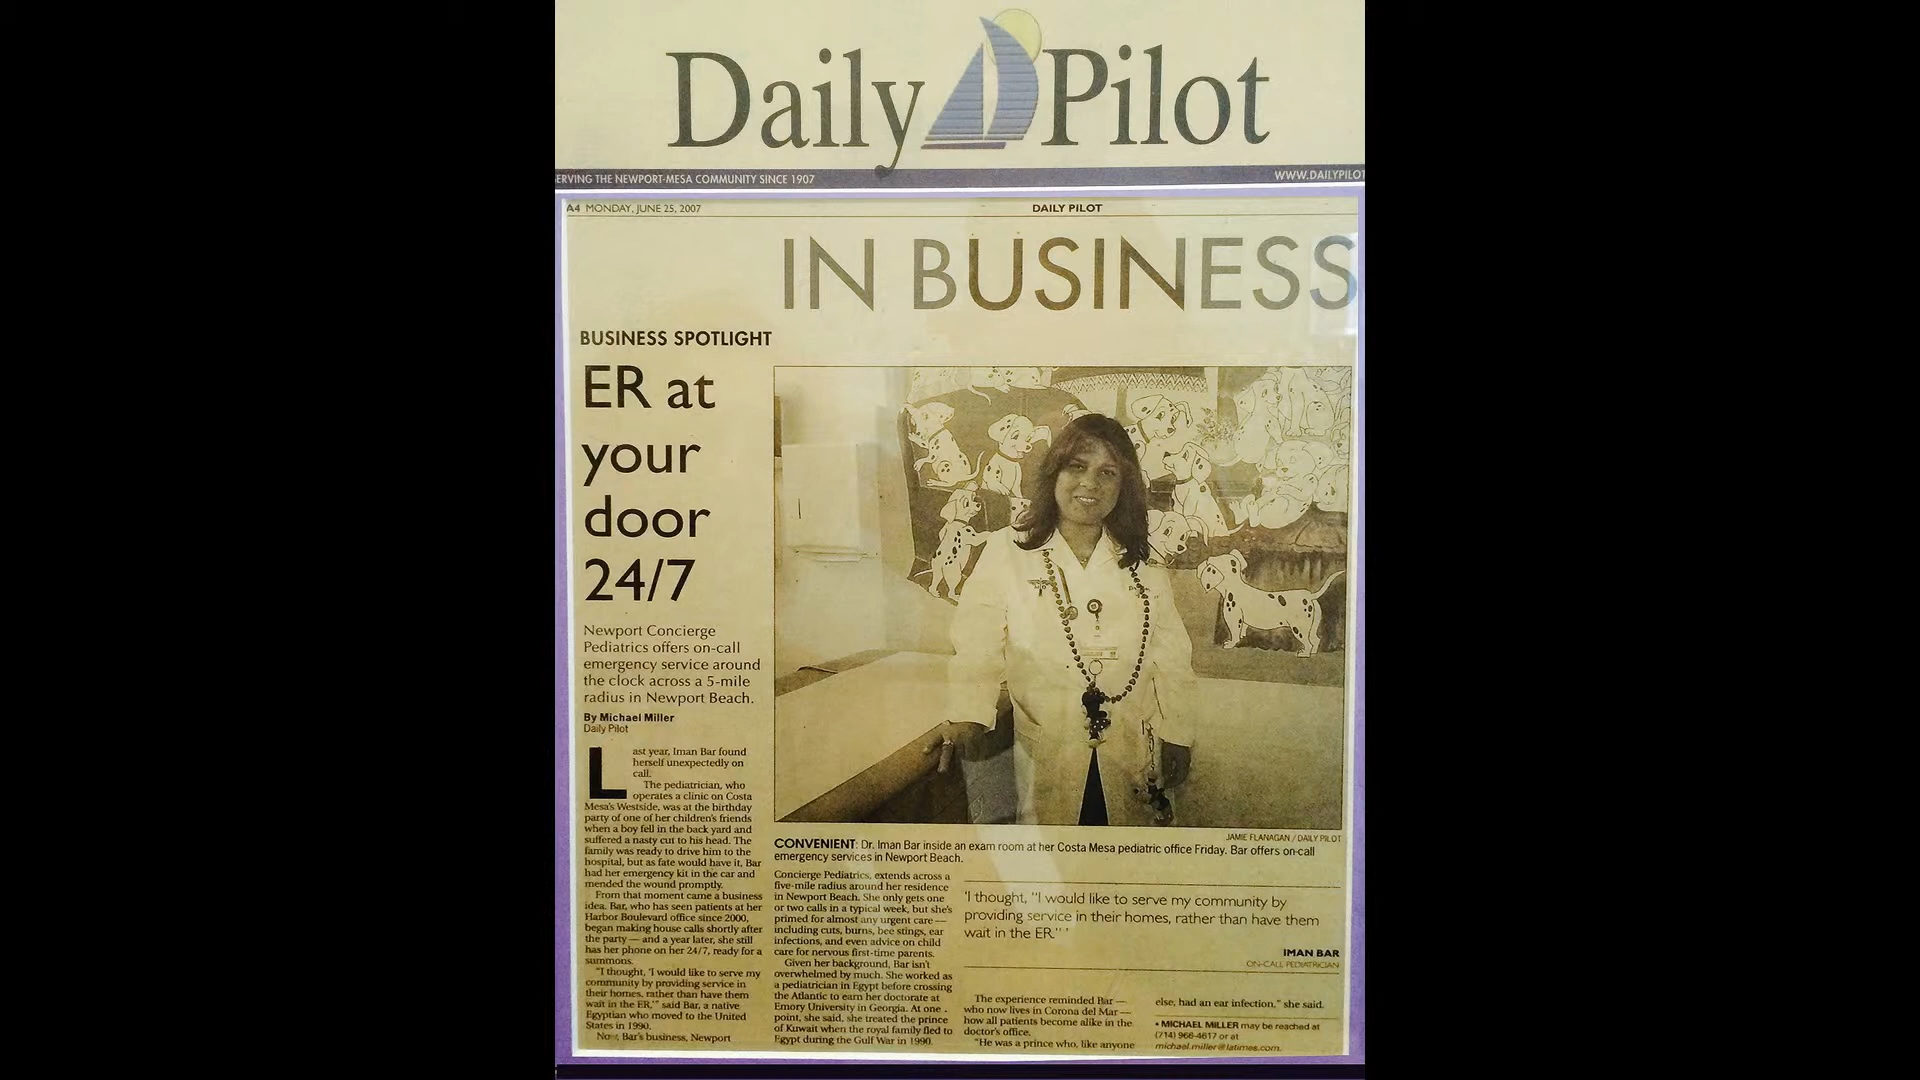 Daily Pilot
ERVING THE NEWPORT-MESA COMMUNITY SINCE 1907
WWW.DAILYPILOT
A4 MONDAY, JUNE 25, 2007
DAILY PILOT
IN BUSINESS
BUSINESS SPOTLIGHT
ER at
your
door
24/7
Newport Concierge
Pediatrics offers on-call
emergency service around
the clock across a 5-mile
radius in Newport Beach.
By Michael Miller
Daily Pilot
Last year, Iman Bar found
herself unexpectedly on
call.
The pediatrician, who
operates a clinic on Costa
Mesa's Westside, was at the birthday
party of one of her children's friends
when a boy fell in the back yard and
suffered a nasty cut to his head. The
family was ready to drive him to the
hospital, but as fate would have it, Bar
had her emergency kit in the car and
mended the wound promptly.
From that moment came a business
idea. Bar, who has seen patients at her
Harbor Boulevard office since 2000,
began making house calls shortly after
the party — and a year later, she still
has her phone on her 24/7, ready for a
summons.
"I thought, 'I would like to serve my
community by providing service in
their homes, rather than have them
wait in the ER,'" said Bar, a native
Egyptian who moved to the United
States in 1990.
Now, Bar's business, Newport
JAMIE FLANAGAN / DAILY PILOT
CONVENIENT: Dr. Iman Bar inside an exam room at her Costa Mesa pediatric office Friday. Bar offers on-call
emergency services in Newport Beach.
Concierge Pediatrics, extends across a
five-mile radius around her residence
in Newport Beach. She only gets one
or two calls in a typical week, but she's
primed for almost any urgent care —
including cuts, burns, bee stings, ear
infections, and even advice on child
care for nervous first-time parents.
Given her background, Bar isn't
overwhelmed by much. She worked as
a pediatrician in Egypt before crossing
the Atlantic to earn her doctorate at
Emory University in Georgia. At one
point, she said, she treated the prince
of Kuwait when the royal family fled to
Egypt during the Gulf War in 1990.
'I thought, "I would like to serve my community by
providing service in their homes, rather than have them
wait in the ER." '
IMAN BAR
ON-CALL PEDIATRICIAN
The experience reminded Bar —
who now lives in Corona del Mar —
how all patients become alike in the
doctor's office.
"He was a prince who, like anyone
else, had an ear infection," she said.
• MICHAEL MILLER may be reached at
(714) 966-4617 or at
michael.miller@latimes.com.